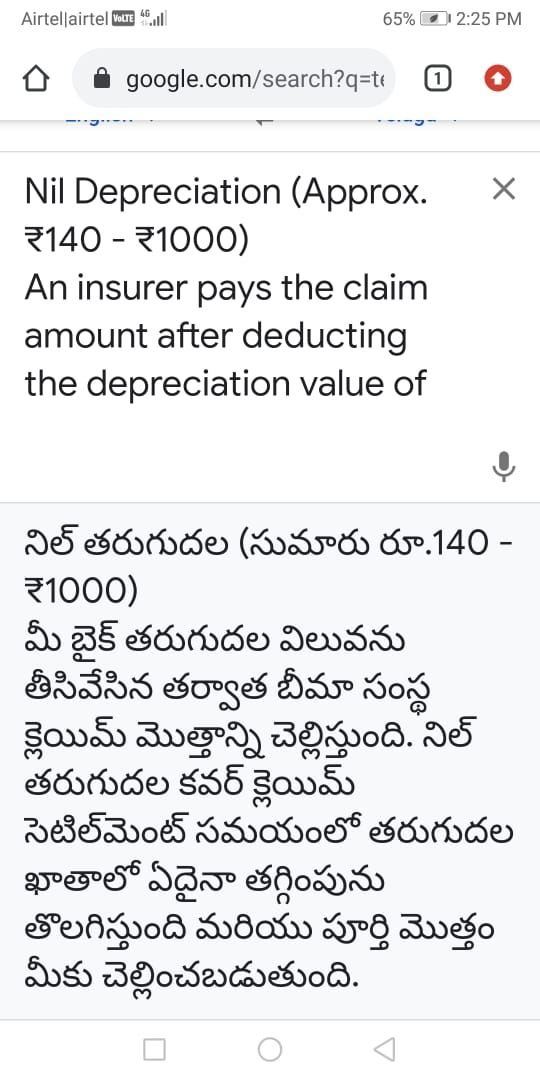 Airtel|airtel VoLTE 4G 65% 2:25 PM
google.com/search?q=te 1
English Telugu
Nil Depreciation (Approx.
₹140 - ₹1000)
An insurer pays the claim
amount after deducting
the depreciation value of
నిల్ తరుగుదల (సుమారు రూ.140 -
₹1000)
మీ బైక్ తరుగుదల విలువను
తీసివేసిన తర్వాత బీమా సంస్థ
క్లెయిమ్ మొత్తాన్ని చెల్లిస్తుంది. నిల్
తరుగుదల కవర్ క్లెయిమ్
సెటిల్‌మెంట్ సమయంలో తరుగుదల
ఖాతాలో ఏదైనా తగ్గింపును
తొలగిస్తుంది మరియు పూర్తి మొత్తం
మీకు చెల్లించబడుతుంది.